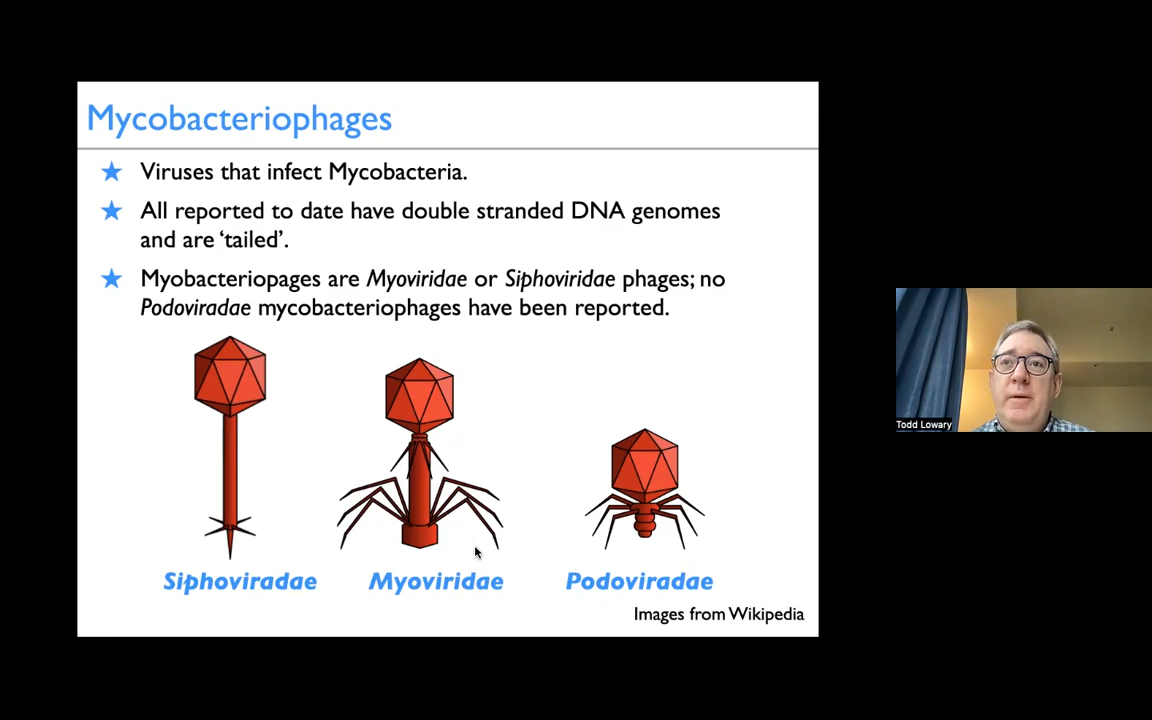 Mycobacteriophages
★ Viruses that infect Mycobacteria.
★ All reported to date have double stranded DNA genomes
and are ‘tailed’.
★ Myobacteriopages are Myoviridae or Siphoviridae phages; no
Podoviradae mycobacteriophages have been reported.
Siphoviradae Myoviridae Podoviradae
Images from Wikipedia
Todd Lowary